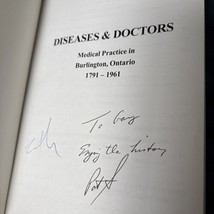 DISEASES & DOCTORS
Medical Practice in
Burlington, Ontario
1791 – 1961
To Gary
Enjoy the history